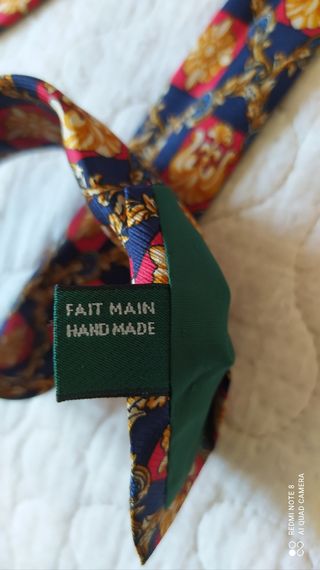 FAIT MAIN
HAND MADE
REDMI NOTE 8
AI QUAD CAMERA